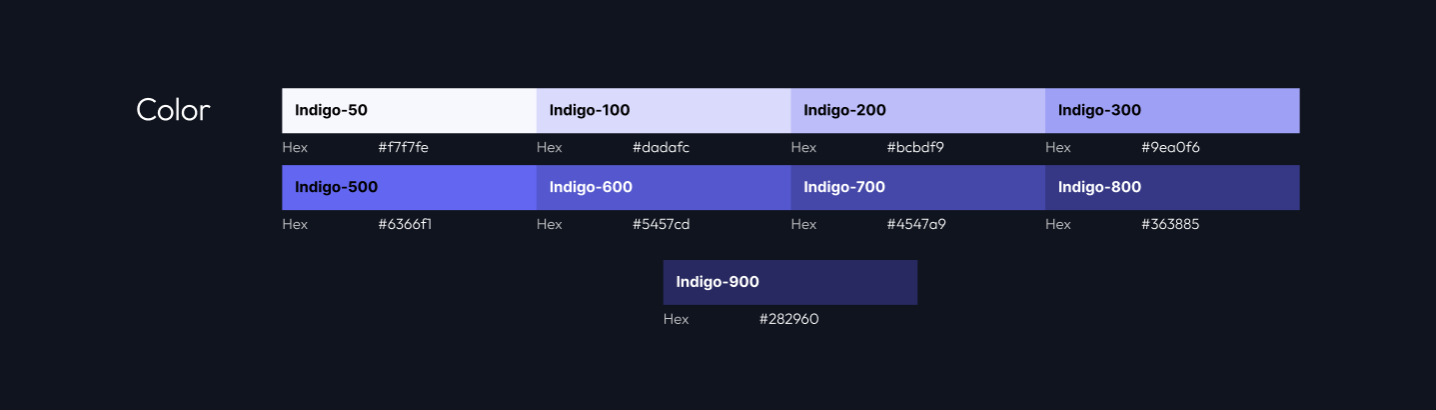 Color
Indigo-50 Indigo-100 Indigo-200 Indigo-300
Hex #f7f7fe Hex #dadafc Hex #bcbdf9 Hex #9ea0f6
Indigo-500 Indigo-600 Indigo-700 Indigo-800
Hex #6366f1 Hex #5457cd Hex #4547a9 Hex #363885
Indigo-900
Hex #282960